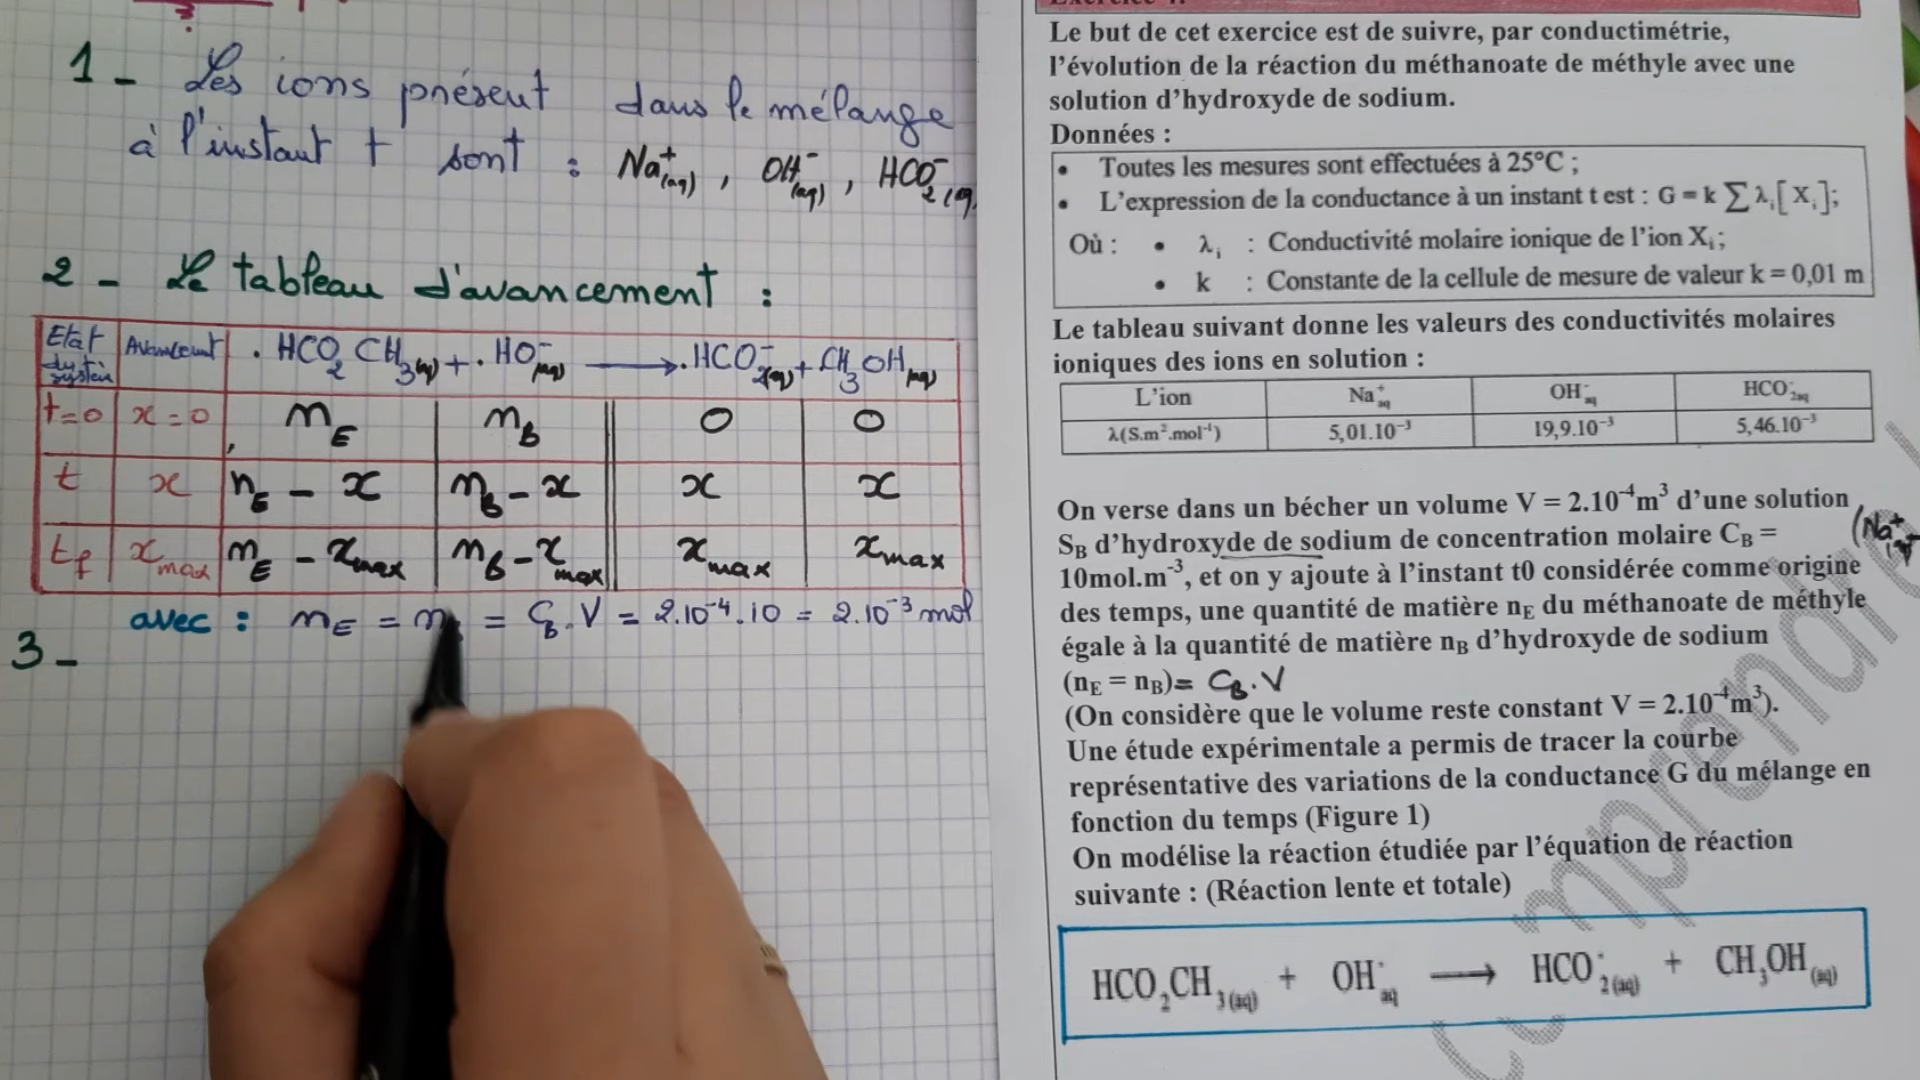 1- Les ions présent dans le mélange
à l'instant t sont : Na⁺(aq), OH⁻(aq), HCO₂⁻(aq
2- Le tableau d'avancement :
Etat du systèm Avancement . HCO₂CH₃(aq) + . HO⁻(aq) → . HCO₂⁻(aq) + CH₃OH(aq)
t=0 x=0 nE nB 0 0
t x nE - x nB - x x x
tf xmax nE - xmax nB - xmax xmax xmax
avec : nE = n = CB.V = 2.10⁻⁴.10 = 2.10⁻³ mol
3-
Le but de cet exercice est de suivre, par conductimétrie,
l'évolution de la réaction du méthanoate de méthyle avec une
solution d'hydroxyde de sodium.
Données :
• Toutes les mesures sont effectuées à 25°C ;
• L'expression de la conductance à un instant t est : G = k ∑ λᵢ[Xᵢ];
Où : • λᵢ : Conductivité molaire ionique de l'ion Xᵢ;
• k : Constante de la cellule de mesure de valeur k = 0,01 m
Le tableau suivant donne les valeurs des conductivités molaires
ioniques des ions en solution :
L'ion Na⁺aq OH⁻aq HCO₂⁻aq
λ(S.m².mol⁻¹) 5,01.10⁻³ 19,9.10⁻³ 5,46.10⁻³
On verse dans un bécher un volume V = 2.10⁻⁴m³ d'une solution
SB d'hydroxyde de sodium de concentration molaire CB = (Na⁺
10mol.m⁻³, et on y ajoute à l'instant t0 considérée comme origine
des temps, une quantité de matière nE du méthanoate de méthyle
égale à la quantité de matière nB d'hydroxyde de sodium
(nE = nB) = CB.V
(On considère que le volume reste constant V = 2.10⁻⁴m³).
Une étude expérimentale a permis de tracer la courbe
représentative des variations de la conductance G du mélange en
fonction du temps (Figure 1)
On modélise la réaction étudiée par l'équation de réaction
suivante : (Réaction lente et totale)
HCO₂CH₃(aq) + OH⁻aq → HCO₂⁻(aq) + CH₃OH(aq)